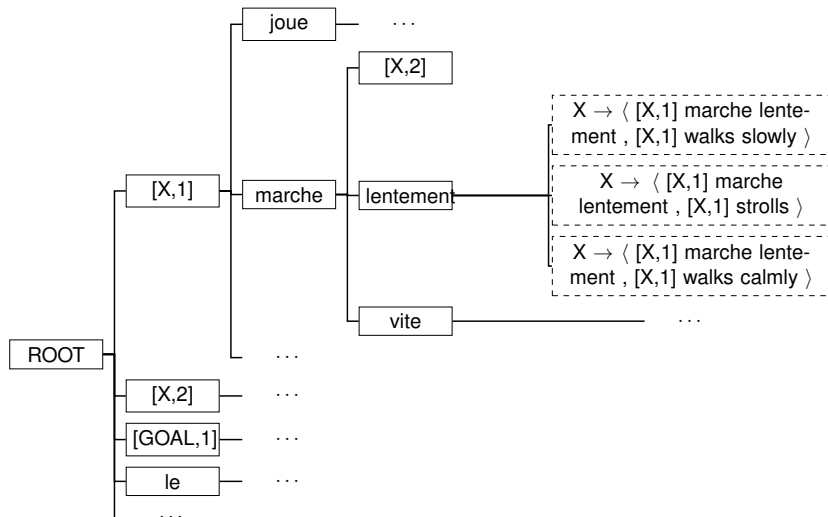 joue ...
[X,2]
X → ⟨ [X,1] marche lente-
ment , [X,1] walks slowly ⟩
[X,1] marche lentement X → ⟨ [X,1] marche
lentement , [X,1] strolls ⟩
X → ⟨ [X,1] marche lente-
ment , [X,1] walks calmly ⟩
vite ...
ROOT ...
[X,2] ...
[GOAL,1] ...
le ...
...